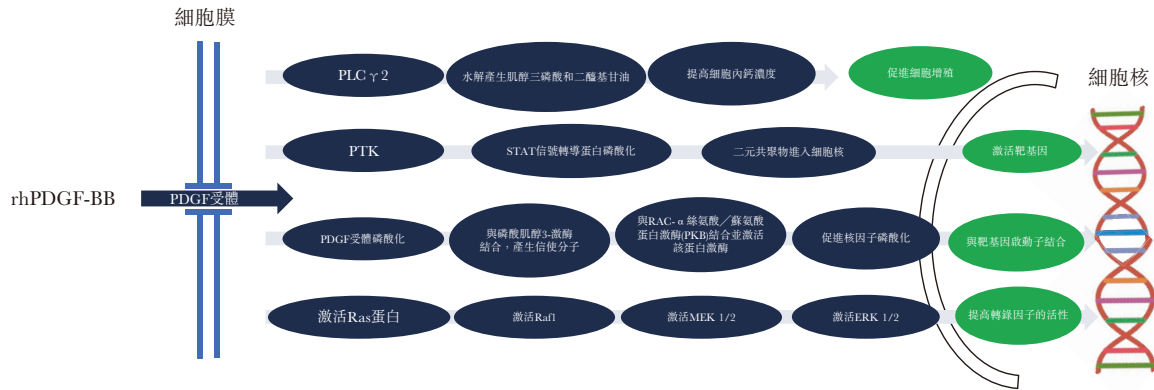 細胞膜
細胞核
rhPDGF-BB
PDGF受體
PLC γ 2
水解產生肌醇三磷酸和二醯基甘油
提高細胞內鈣濃度
促進細胞增殖
PTK
STAT信號轉導蛋白磷酸化
二元共聚物進入細胞核
激活靶基因
PDGF受體磷酸化
與磷酸肌醇3-激酶
結合，產生信使分子
與RAC- α 絲氨酸／蘇氨酸
蛋白激酶(PKB)結合並激活
該蛋白激酶
促進核因子磷酸化
與靶基因啟動子結合
激活Ras蛋白
激活Raf1
激活MEK 1/2
激活ERK 1/2
提高轉錄因子的活性